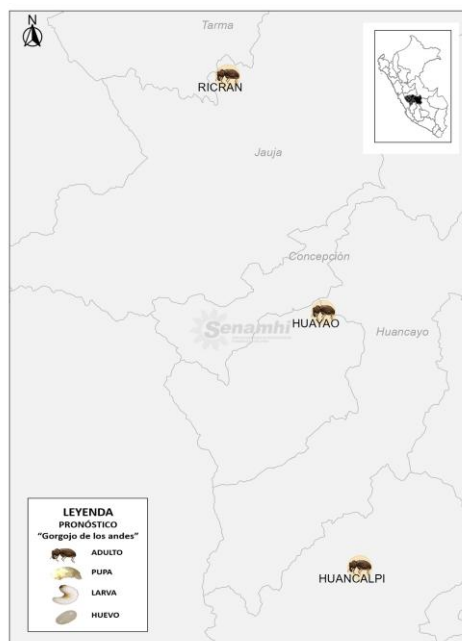 N
Tarma
RICRAN
Jauja
Concepción
HUAYAO
Senamhi
Huancayo
HUANCALPI
LEYENDA
PRONÓSTICO
"Gorgojo de los andes"
ADULTO
PUPA
LARVA
HUEVO